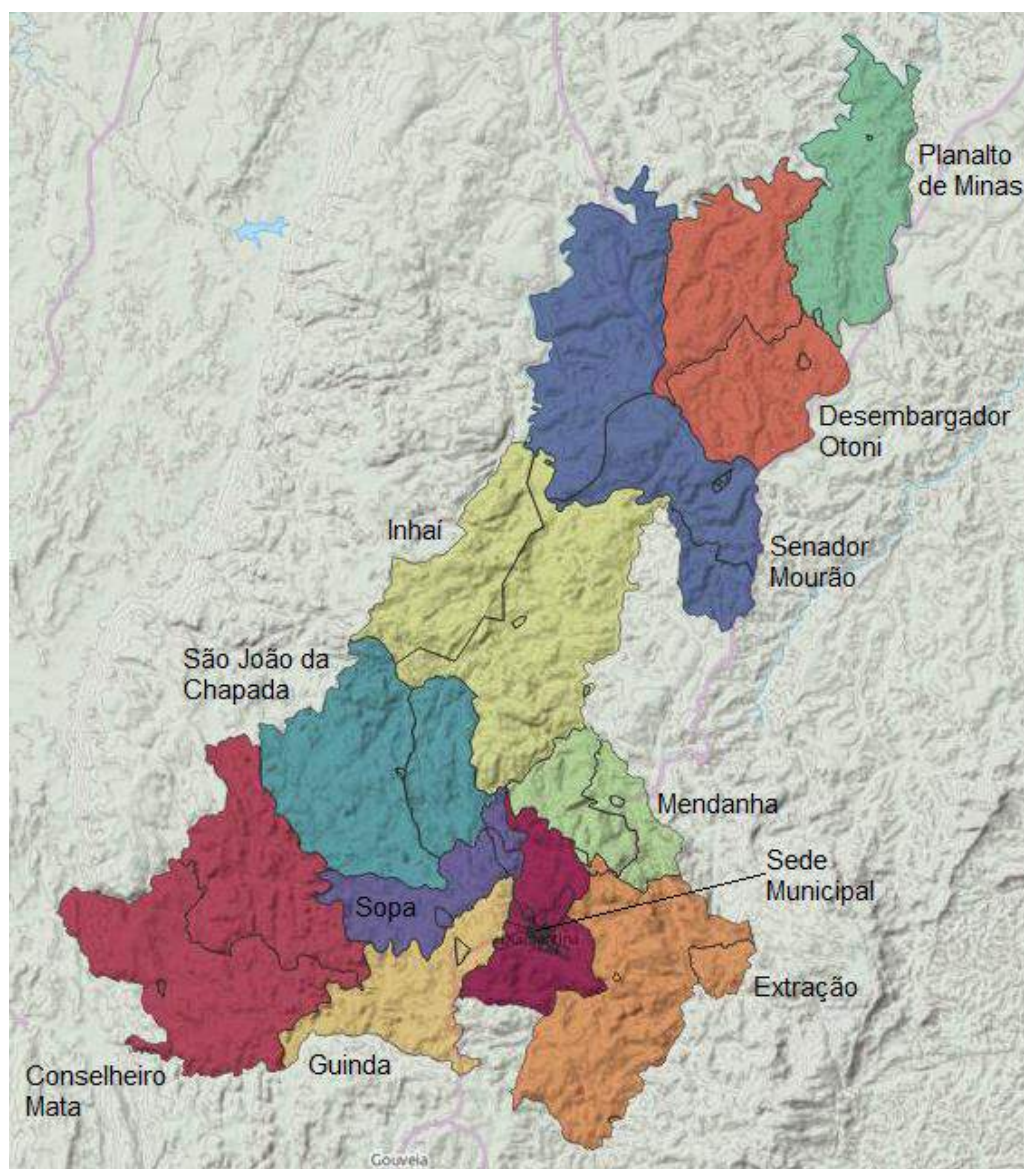 Planalto
de Minas
Desembargador
Otoni
Inhaí
Senador
Mourão
São João da
Chapada
Mendanha
Sede
Municipal
Sopa
Diamantina
Extração
Guinda
Conselheiro
Mata
Gouveia